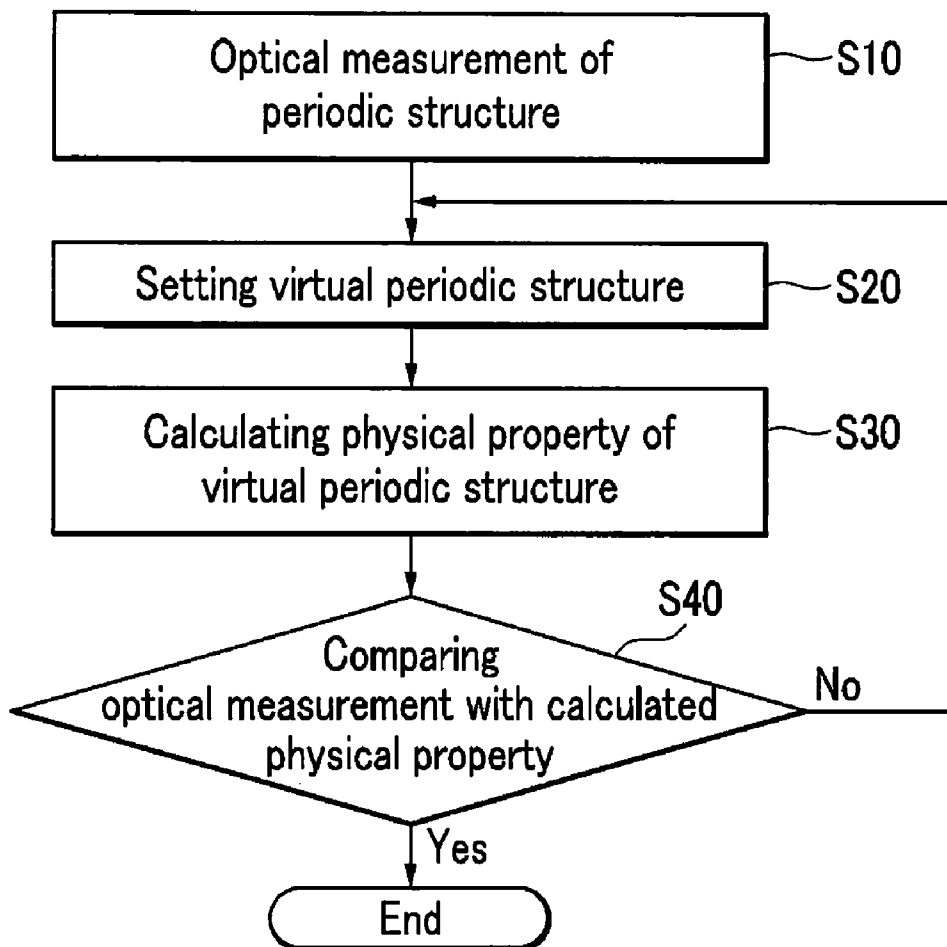 Optical measurement of
periodic structure
S10
Setting virtual periodic structure
S20
Calculating physical property of
virtual periodic structure
S30
S40
Comparing
optical measurement with calculated
physical property
No
Yes
End